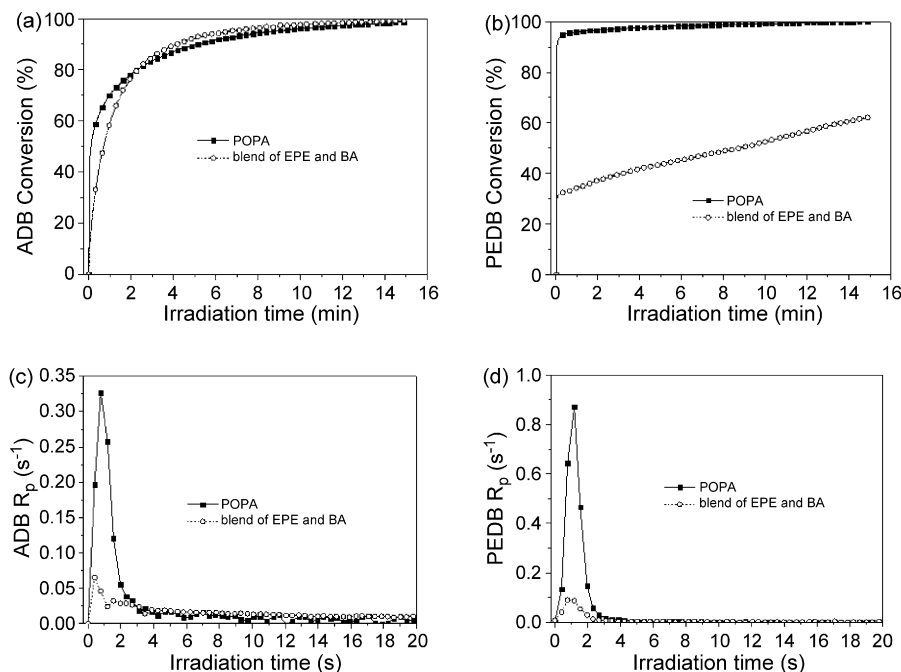 (a)
100
80
60
40
20
0
ADB Conversion (%)
POPA
blend of EPE and BA
0 2 4 6 8 10 12 14 16
Irradiation time (min)
(b)
100
80
60
40
20
0
PEDB Conversion (%)
POPA
blend of EPE and BA
0 2 4 6 8 10 12 14 16
Irradiation time (min)
(c)
0.35
0.30
0.25
0.20
0.15
0.10
0.05
0.00
ADB Rp (s-1)
POPA
blend of EPE and BA
0 2 4 6 8 10 12 14 16 18 20
Irradiation time (s)
(d)
1.0
0.8
0.6
0.4
0.2
0.0
PEDB Rp (s-1)
POPA
blend of EPE and BA
0 2 4 6 8 10 12 14 16 18 20
Irradiation time (s)